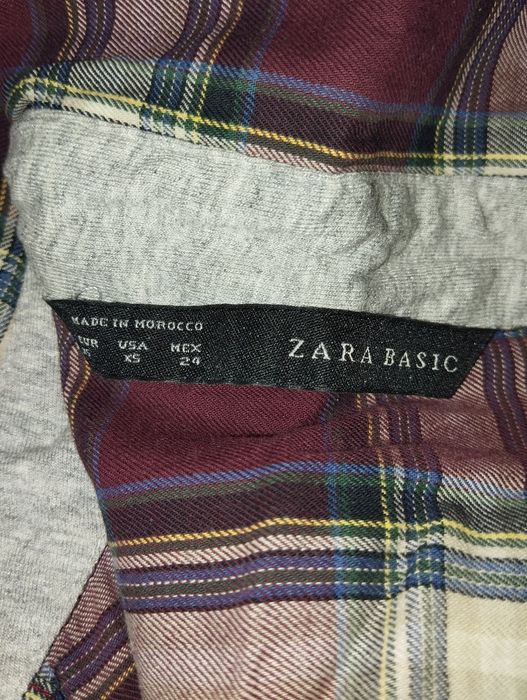 MADE IN MOROCCO
EUR USA MEX
XS 24
ZARA BASIC